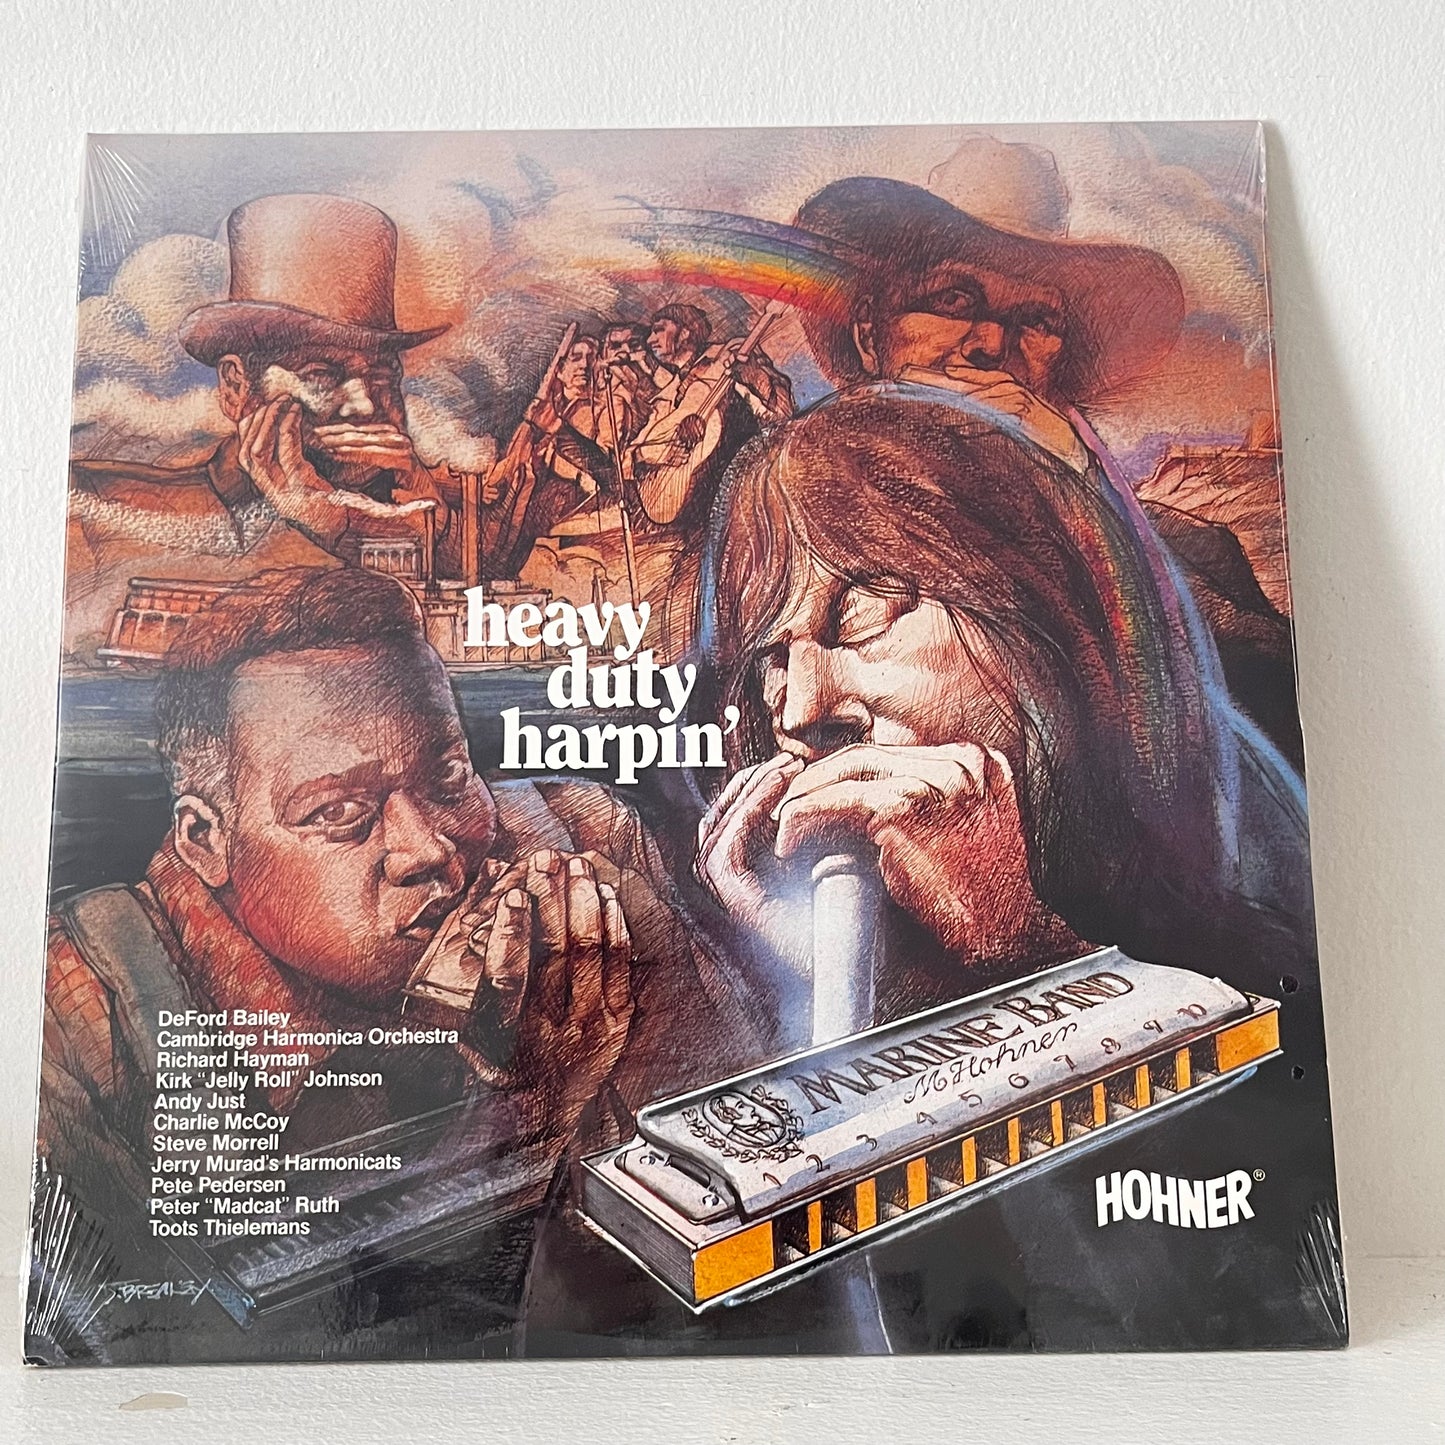 heavy
duty
harpin'
DeFord Bailey
Cambridge Harmonica Orchestra
Richard Hayman
Kirk "Jelly Roll" Johnson
Andy Just
Charlie McCoy
Steve Morrell
Jerry Murad's Harmonicats
Pete Pedersen
Peter "Madcat" Ruth
Toots Thielemans
MARINE BAND
M Hohner
1 2 3 4 5 6 7 8 9 10
HOHNER®